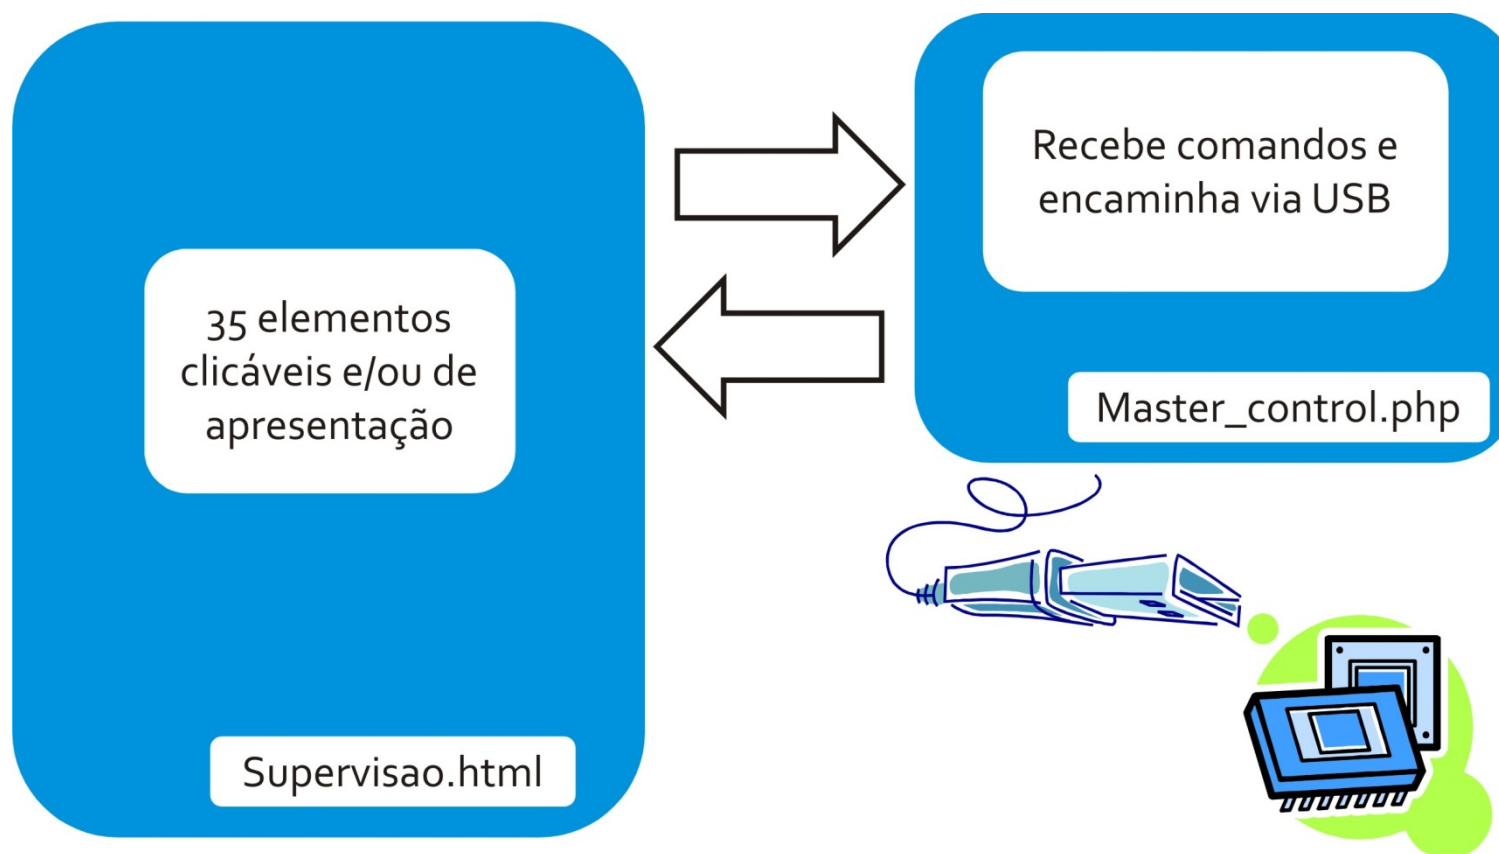 35 elementos
clicáveis e/ou de
apresentação
Supervisao.html
Recebe comandos e
encaminha via USB
Master_control.php